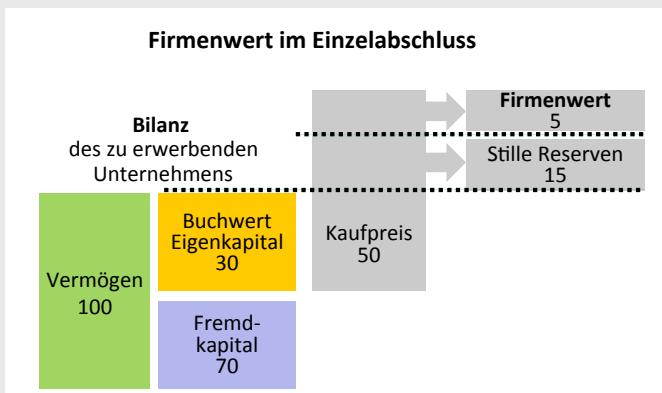 Firmenwert im Einzelabschluss
Firmenwert
5
Bilanz
des zu erwerbenden
Unternehmens
Stille Reserven
15
Vermögen
100
Buchwert
Eigenkapital
30
Kaufpreis
50
Fremd-
kapital
70